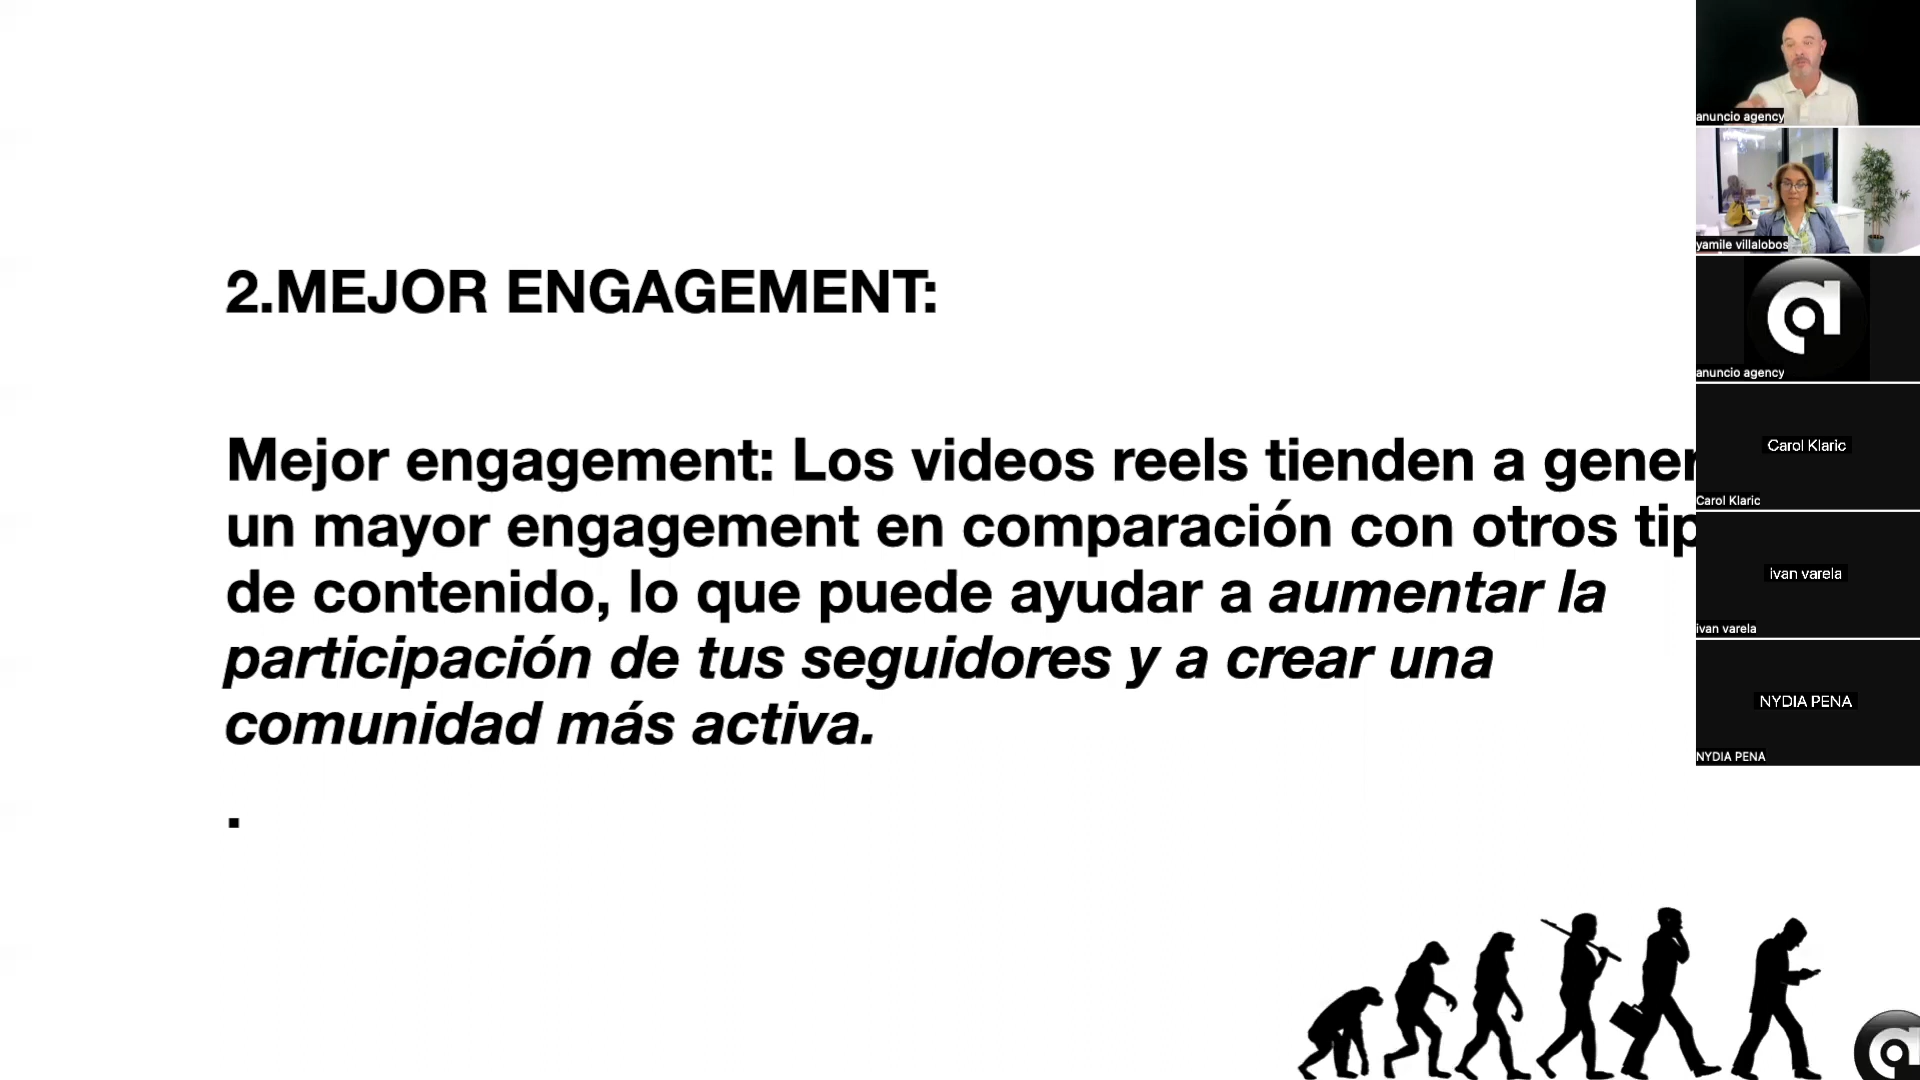 2.MEJOR ENGAGEMENT:
Mejor engagement: Los videos reels tienden a gener
un mayor engagement en comparación con otros tip
de contenido, lo que puede ayudar a aumentar la
participación de tus seguidores y a crear una
comunidad más activa.
.
anuncio agency
yamile villalobos
anuncio agency
Carol Klaric
Carol Klaric
ivan varela
ivan varela
NYDIA PENA
NYDIA PENA